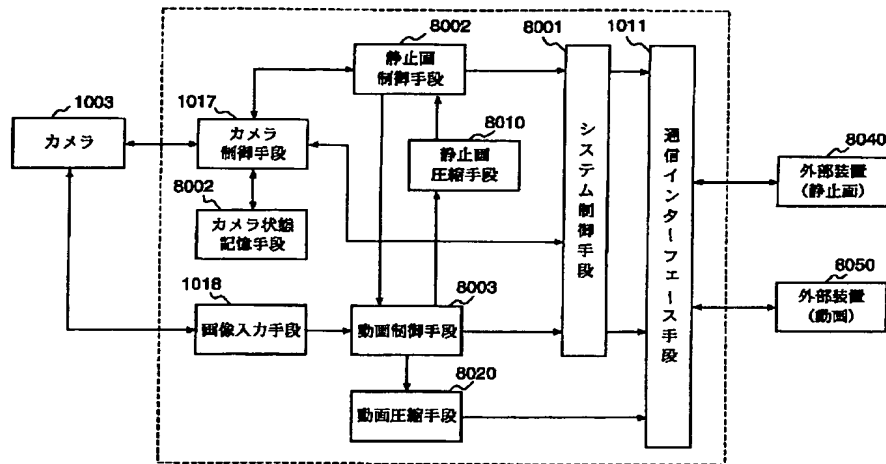 8002
8001
1011
静止画
制御手段
1003
1017
カメラ
カメラ
制御手段
8010
静止画
圧縮手段
8002
カメラ状態
記憶手段
システム制御手段
通信インターフェース手段
8040
外部装置
(静止画)
1018
画像入力手段
8003
動画制御手段
8050
外部装置
(動画)
8020
動画圧縮手段